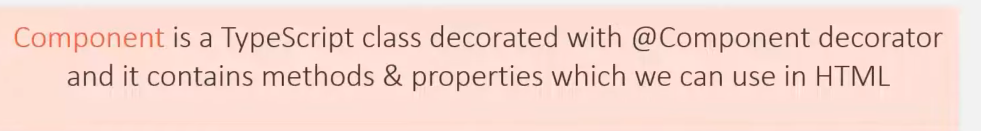 Component is a TypeScript class decorated with @Component decorator
and it contains methods & properties which we can use in HTML